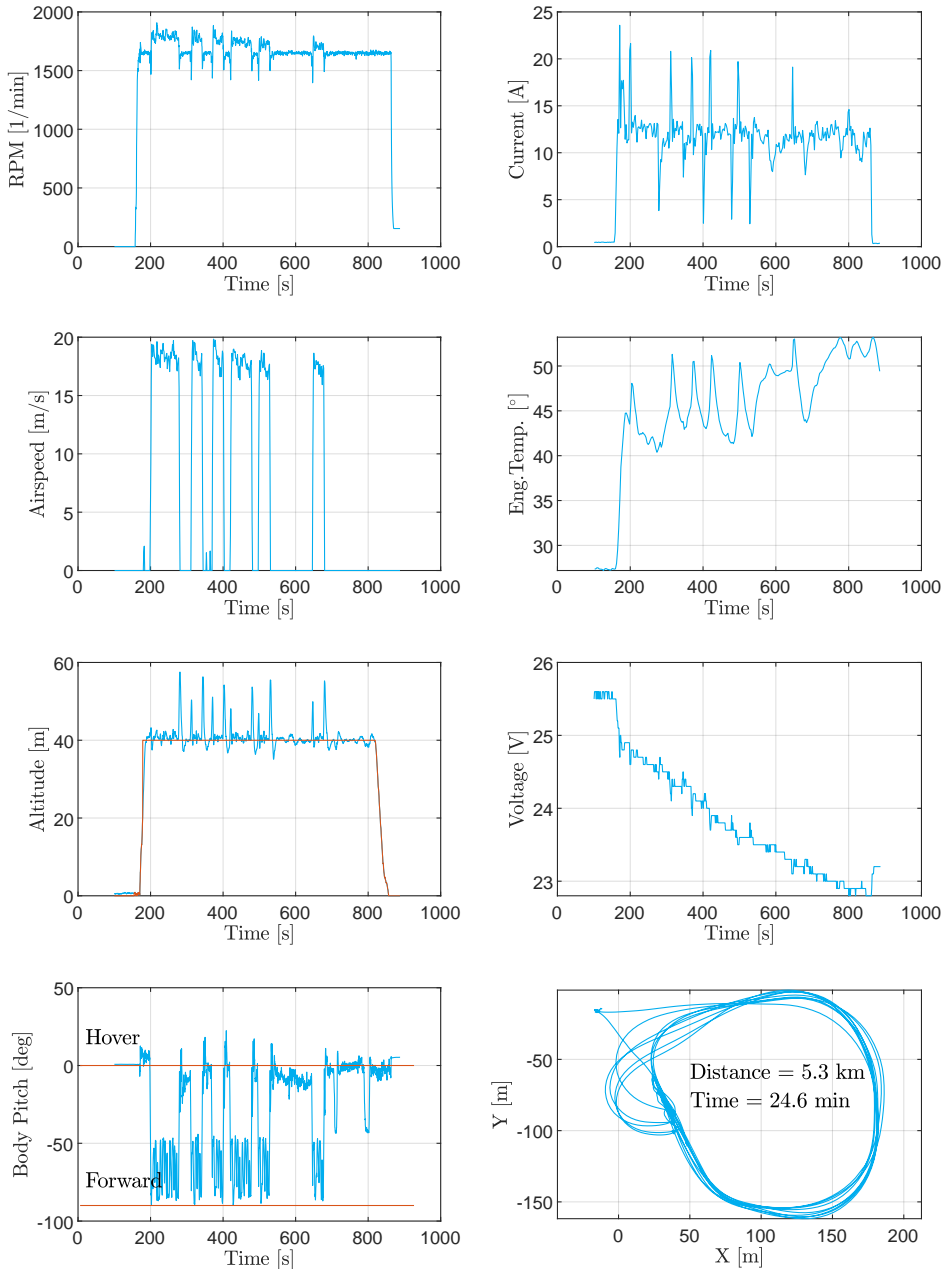 2000
1500
1000
500
0
RPM [1/min]
0 200 400 600 800 1000
Time [s]
25
20
15
10
5
0
Current [A]
0 200 400 600 800 1000
Time [s]
20
15
10
5
0
Airspeed [m/s]
0 200 400 600 800 1000
Time [s]
50
45
40
35
30
Eng.Temp. [°]
0 200 400 600 800 1000
Time [s]
60
40
20
0
Altitude [m]
0 200 400 600 800 1000
Time [s]
26
25
24
23
Voltage [V]
0 200 400 600 800 1000
Time [s]
50
0
-50
-100
Body Pitch [deg]
Hover
Forward
0 200 400 600 800 1000
Time [s]
-50
-100
-150
Y [m]
Distance = 5.3 km
Time = 24.6 min
0 50 100 150 200
X [m]